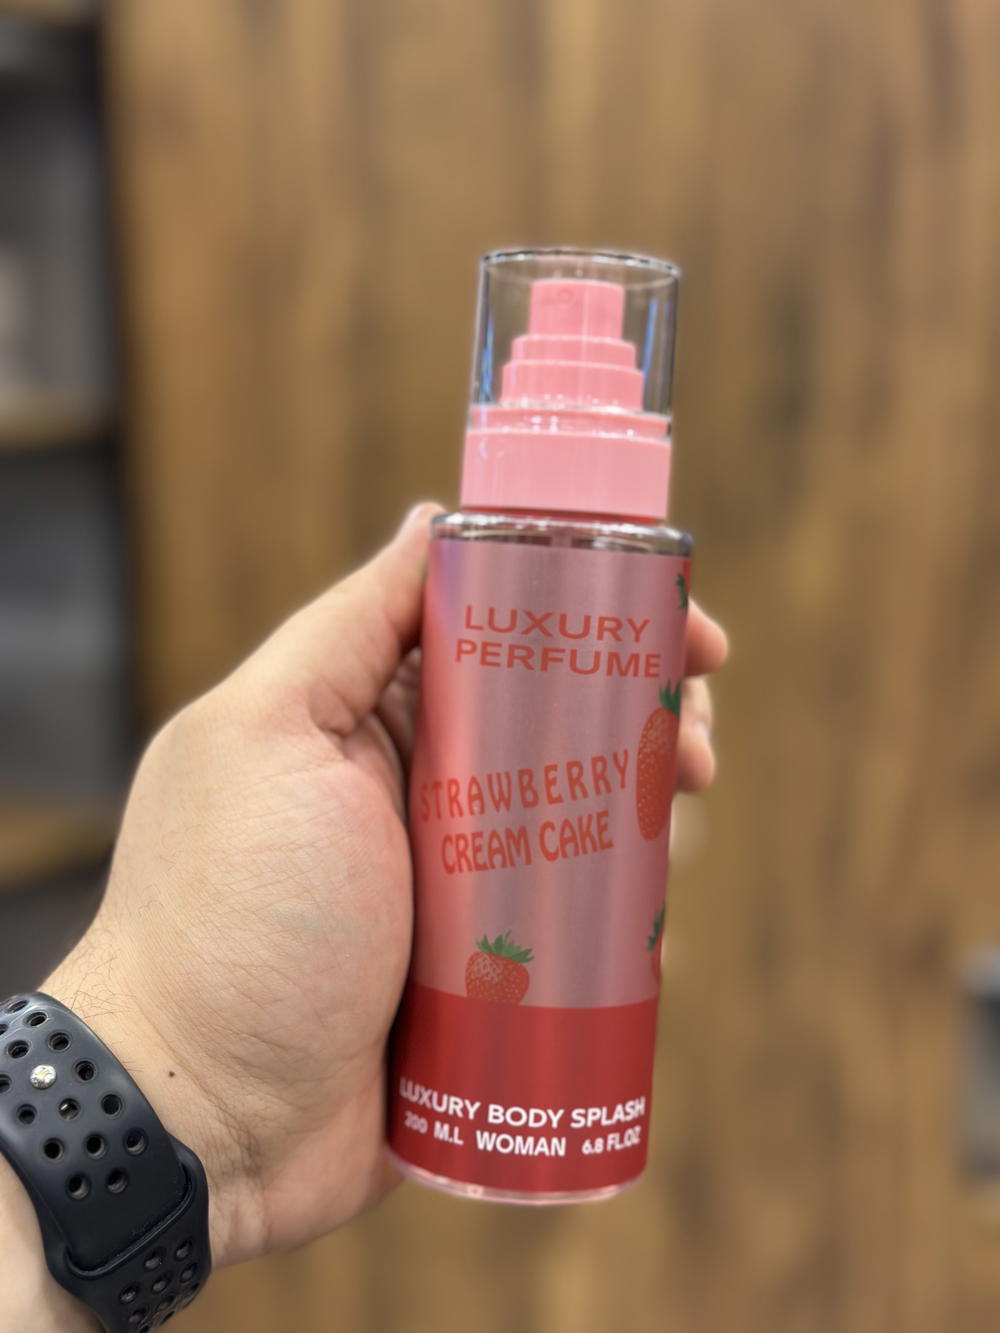 LUXURY
PERFUME
STRAWBERRY
CREAM CAKE
LUXURY BODY SPLASH
200 M.L WOMAN 6.8 FL.OZ